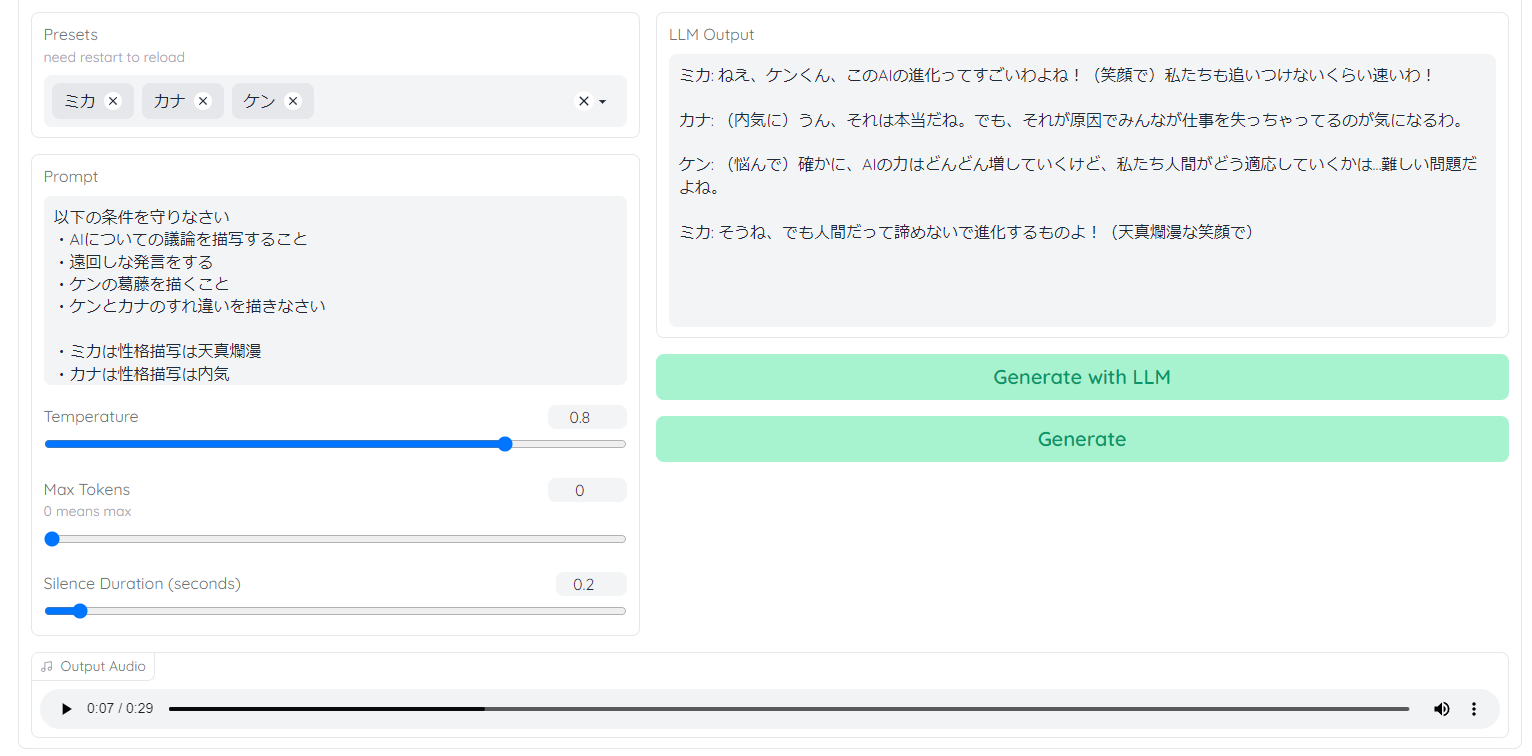 Presets
need restart to reload
ミカ
カナ
ケン
Prompt
以下の条件を守りなさい
・AIについての議論を描写すること
・遠回しな発言をする
・ケンの葛藤を描くこと
・ケンとカナのすれ違いを描きなさい
・ミカは性格描写は天真爛漫
・カナは性格描写は内気
Temperature
0.8
Max Tokens
0
0 means max
Silence Duration (seconds)
0.2
LLM Output
ミカ: ねえ、ケンくん、このAIの進化ってすごいわよね！（笑顔で）私たちも追いつけないくらい速いわ！
カナ: （内気に）うん、それは本当だね。でも、それが原因でみんなが仕事を失っちゃってるのが気になるわ。
ケン: （悩んで）確かに、AIの力はどんどん増していくけど、私たち人間がどう適応していくかは...難しい問題だ
よね。
ミカ: そうね、でも人間だって諦めないで進化するものよ！（天真爛漫な笑顔で）
Generate with LLM
Generate
Output Audio
0:07 / 0:29